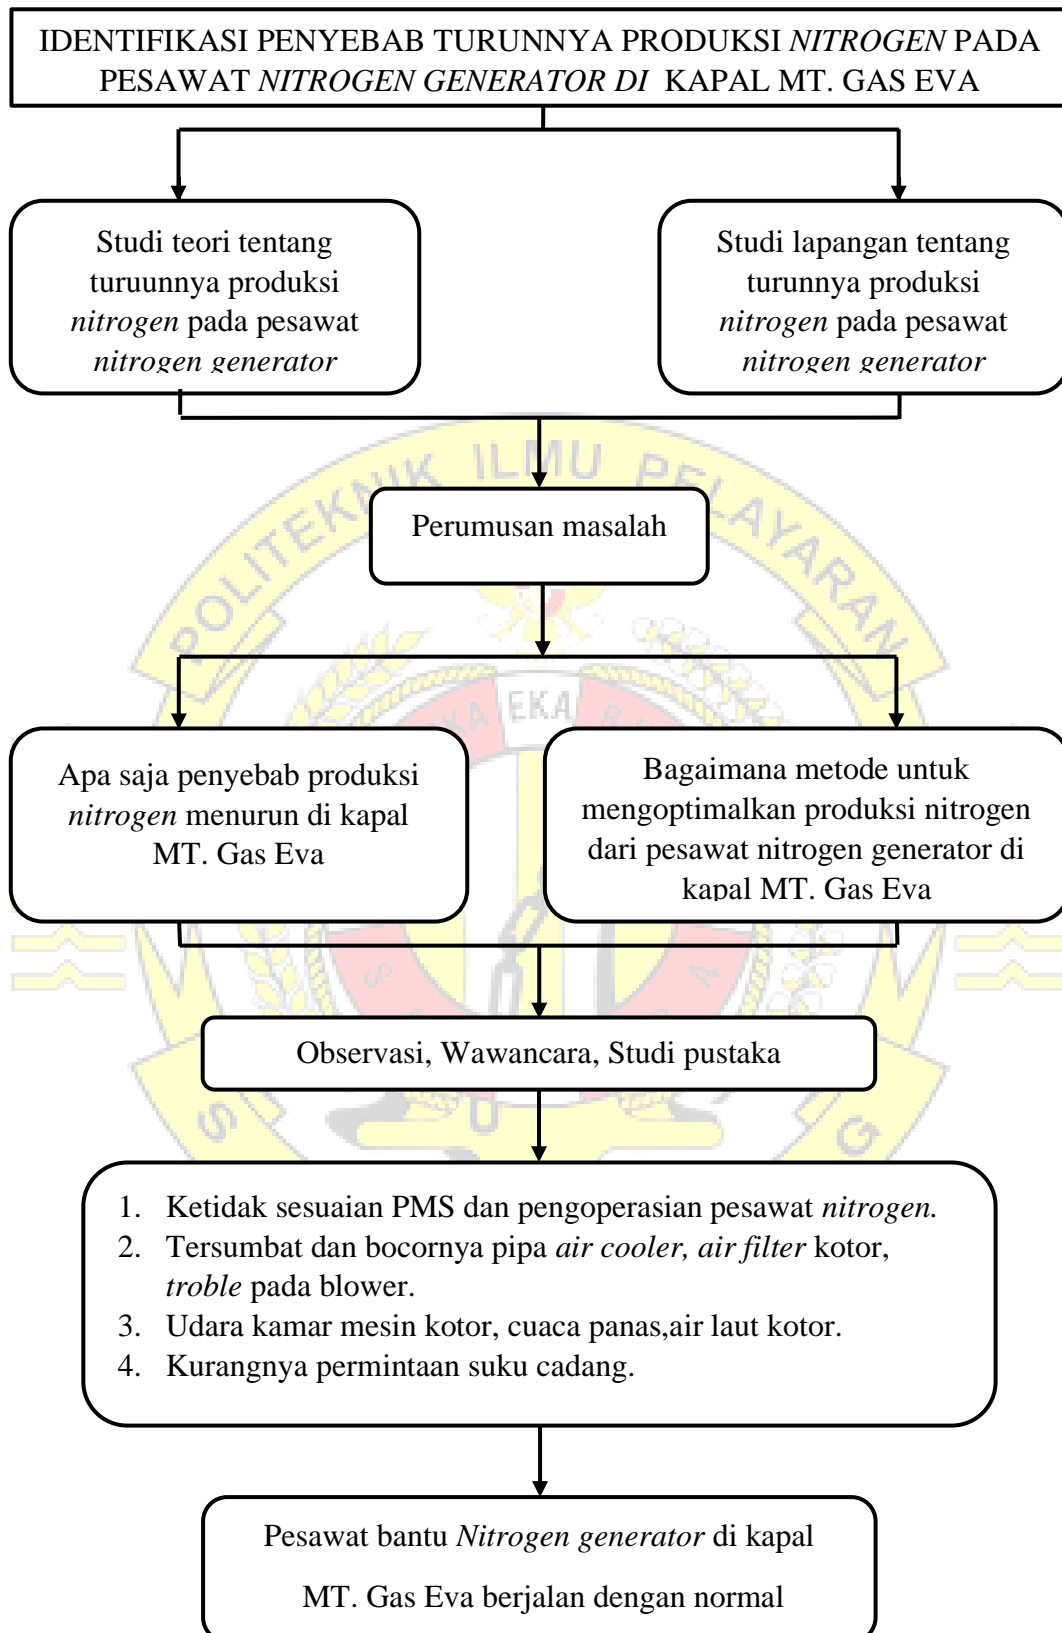 IDENTIFIKASI PENYEBAB TURUNNYA PRODUKSI NITROGEN PADA
PESAWAT NITROGEN GENERATOR DI KAPAL MT. GAS EVA
Studi teori tentang
turuunnya produksi
nitrogen pada pesawat
nitrogen generator
Studi lapangan tentang
turunnya produksi
nitrogen pada pesawat
nitrogen generator
POLITEKNIK ILMU PELAYARAN
Perumusan masalah
EKA
Apa saja penyebab produksi
nitrogen menurun di kapal
MT. Gas Eva
Bagaimana metode untuk
mengoptimalkan produksi nitrogen
dari pesawat nitrogen generator di
kapal MT. Gas Eva
Observasi, Wawancara, Studi pustaka
1. Ketidak sesuaian PMS dan pengoperasian pesawat nitrogen.
2. Tersumbat dan bocornya pipa air cooler, air filter kotor,
troble pada blower.
3. Udara kamar mesin kotor, cuaca panas,air laut kotor.
4. Kurangnya permintaan suku cadang.
Pesawat bantu Nitrogen generator di kapal
MT. Gas Eva berjalan dengan normal